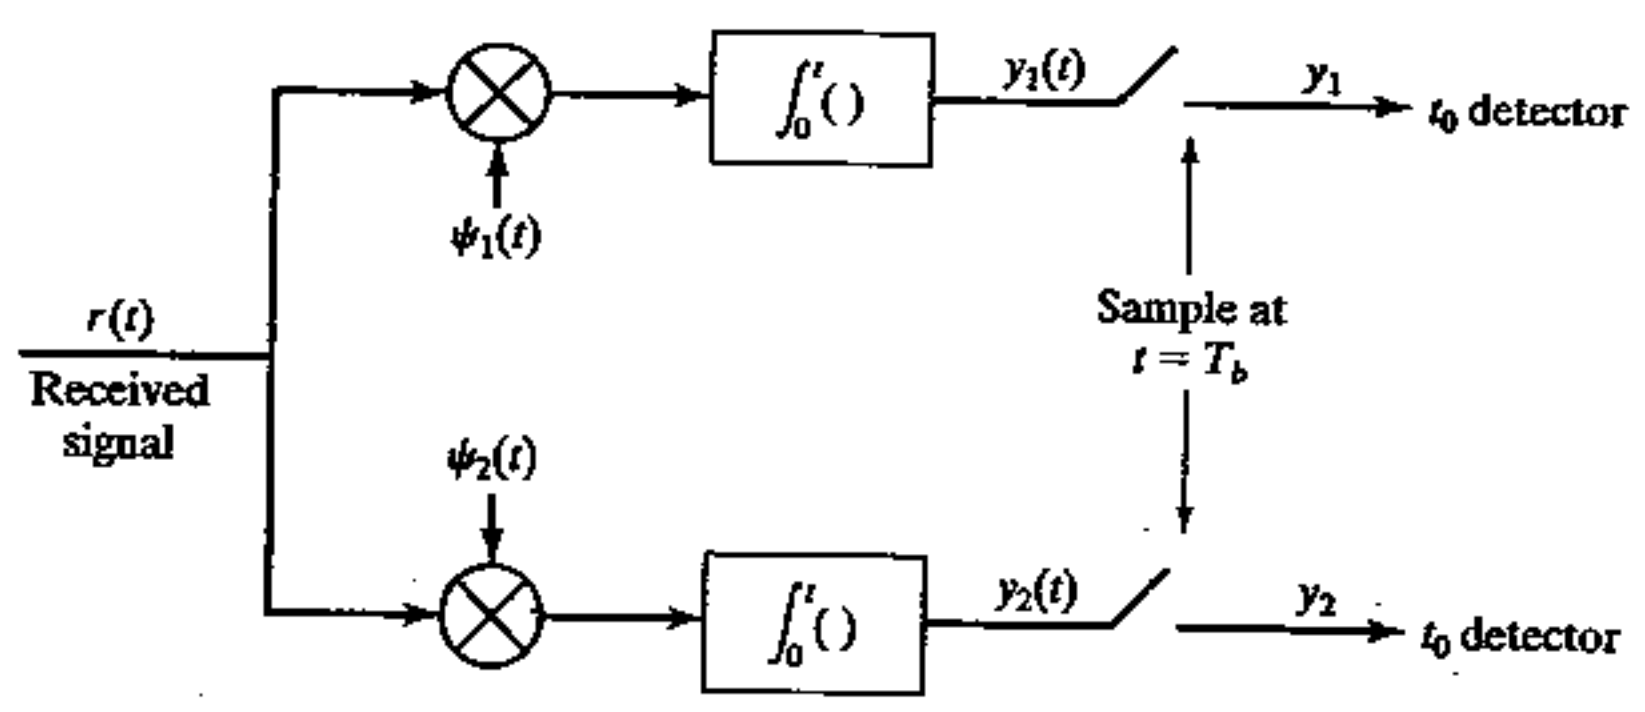 y₁(t)
y₁
∫₀ᵗ( )
t₀ detector
ψ₁(t)
r(t)
Received
signal
Sample at
t = T_b
ψ₂(t)
y₂(t)
y₂
∫₀ᵗ( )
t₀ detector